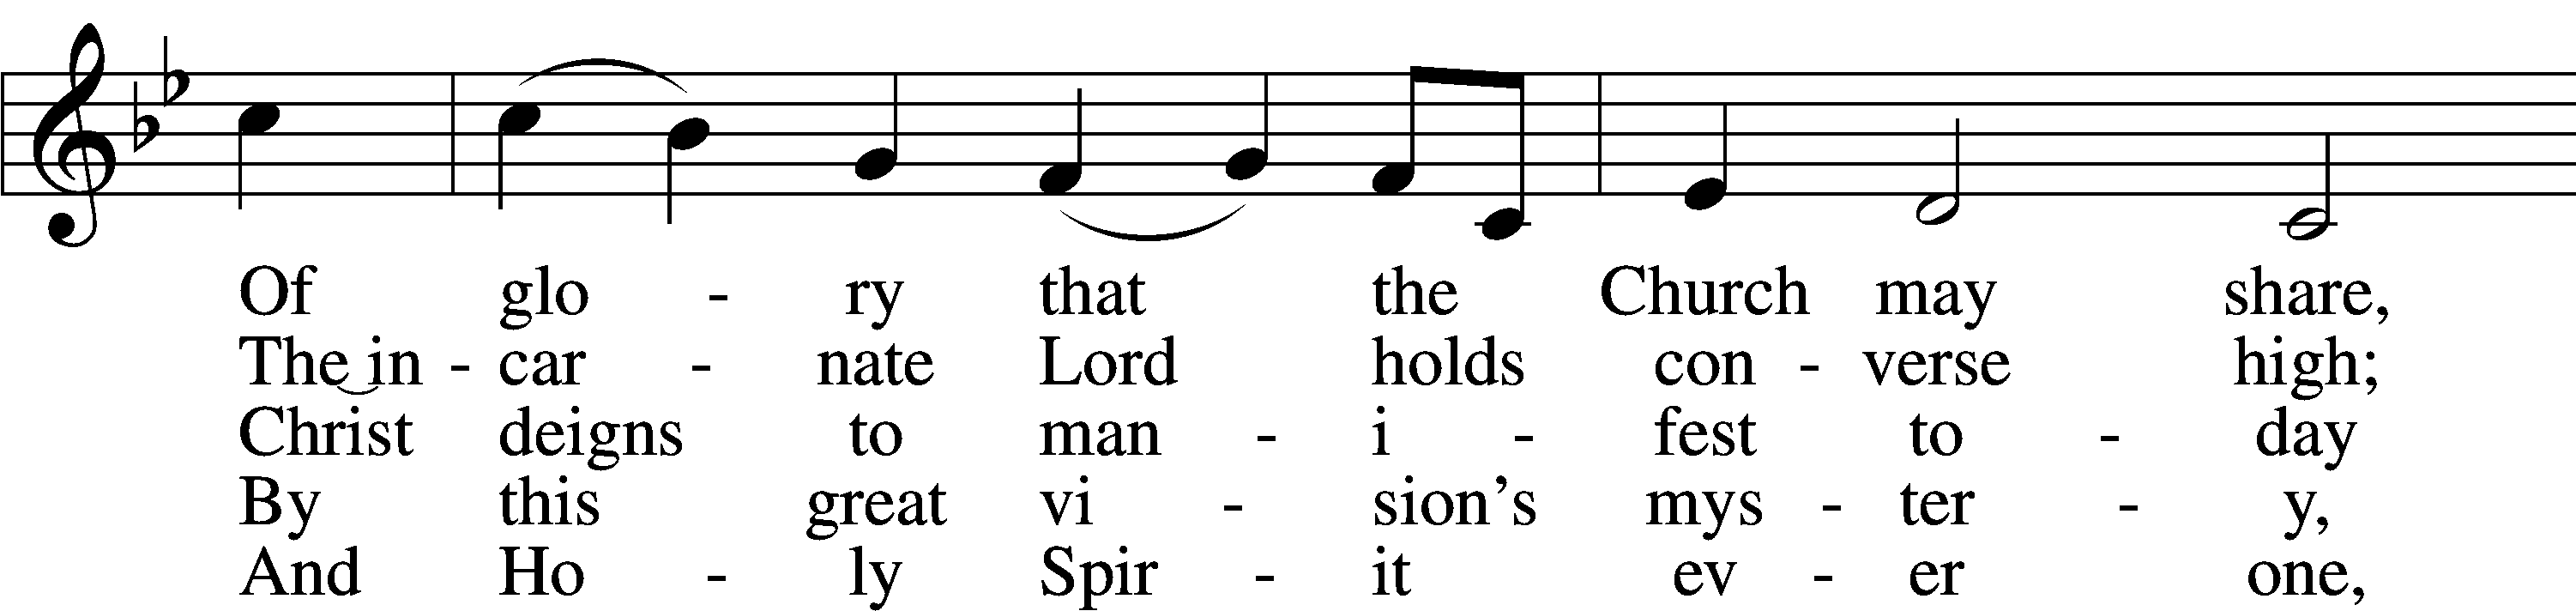 Of glo - ry that the Church may share,
The in - car - nate Lord holds con - verse high;
Christ deigns to man - i - fest to - day
By this great vi - sion's mys - ter - y,
And Ho - ly Spir - it ev - er one,